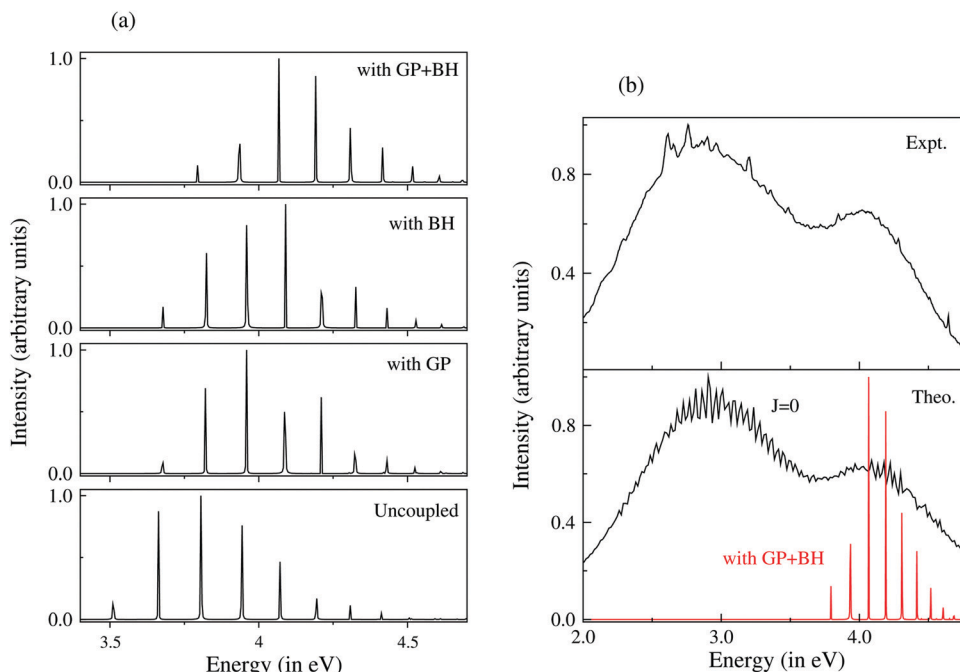 (a)
1.0
with GP+BH
0.0
1.0
with BH
0.0
1.0
with GP
0.0
1.0
Uncoupled
0.0
3.5
4
4.5
Energy (in eV)
Intensity (arbitrary units)
(b)
Expt.
0.8
0.4
Theo.
J=0
0.8
0.4
with GP+BH
0.0
2.0
3.0
4.0
Energy (in eV)
Intensity (arbitrary units)